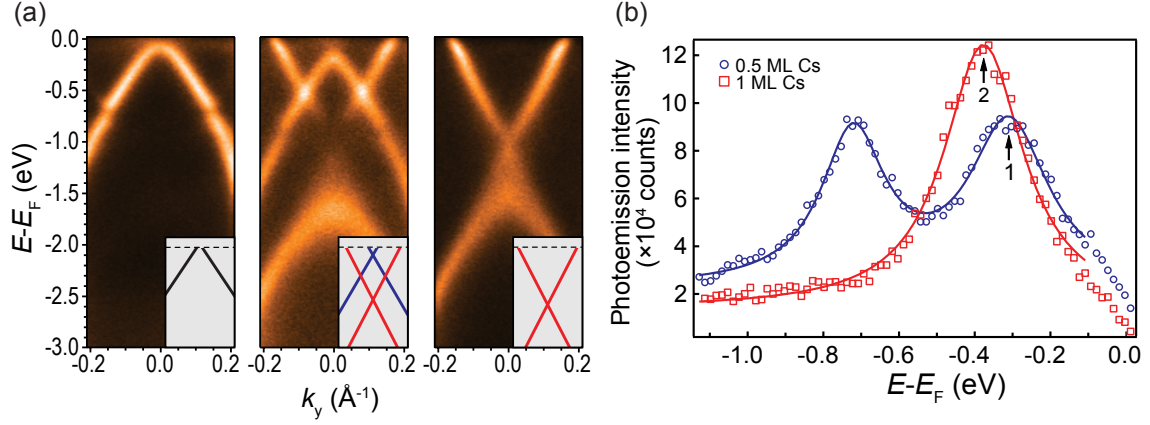 (a)
0.0
-0.5
-1.0
-1.5
-2.0
-2.5
-3.0
E-E_F (eV)
-0.2 0.0 0.2 -0.2 0.0 0.2 -0.2 0.0 0.2
k_y (Å⁻¹)
(b)
12
10
8
6
4
2
Photoemission intensity
(×10⁴ counts)
0.5 ML Cs
1 ML Cs
2
1
-1.0 -0.8 -0.6 -0.4 -0.2 0.0
E-E_F (eV)